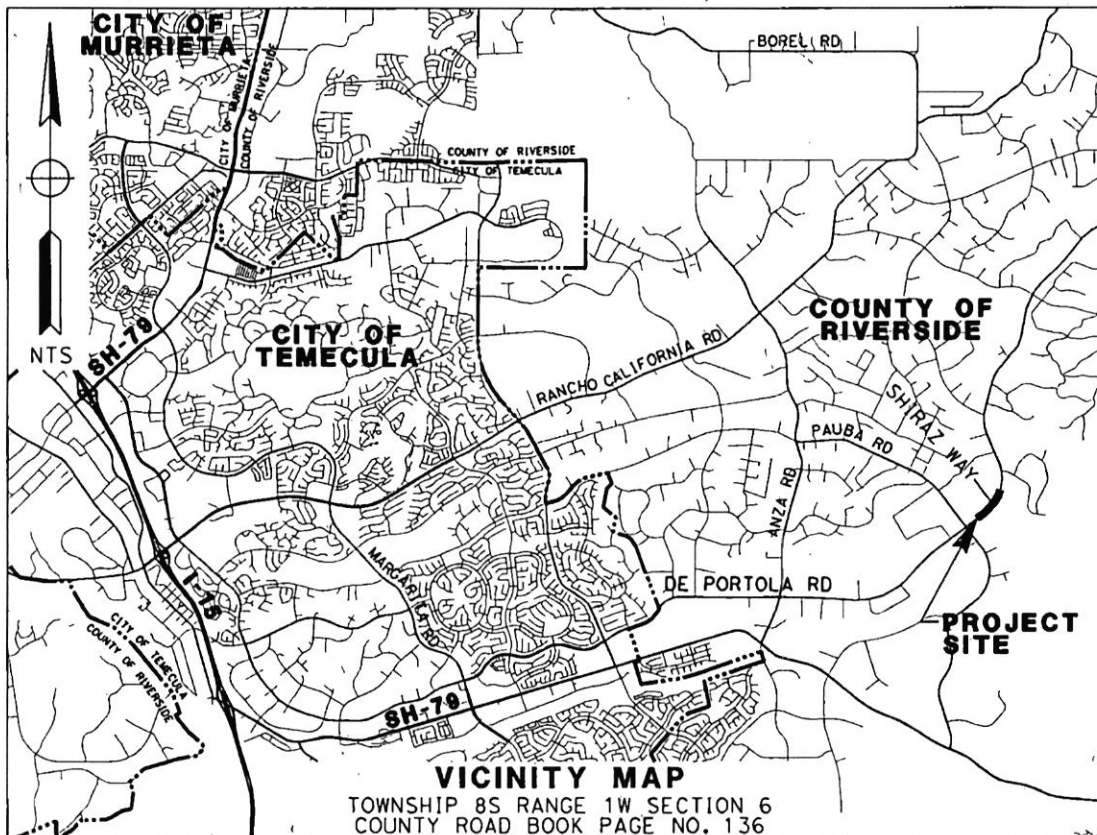 CITY OF
MURRIETA
BOREL RD
CITY OF MURRIETA
COUNTY OF RIVERSIDE
COUNTY OF RIVERSIDE
CITY OF TEMECULA
NTS
SH-79
CITY OF
TEMECULA
COUNTY OF
RIVERSIDE
RANCHO CALIFORNIA RD
SHIRAZ WAY
PAUBA RD
ANZA RD
MARGARITA RD
I-15
DE PORTOLA RD
PROJECT
SITE
CITY OF TEMECULA
COUNTY OF RIVERSIDE
SH-79
VICINITY MAP
TOWNSHIP 8S RANGE 1W SECTION 6
COUNTY ROAD BOOK PAGE NO. 136